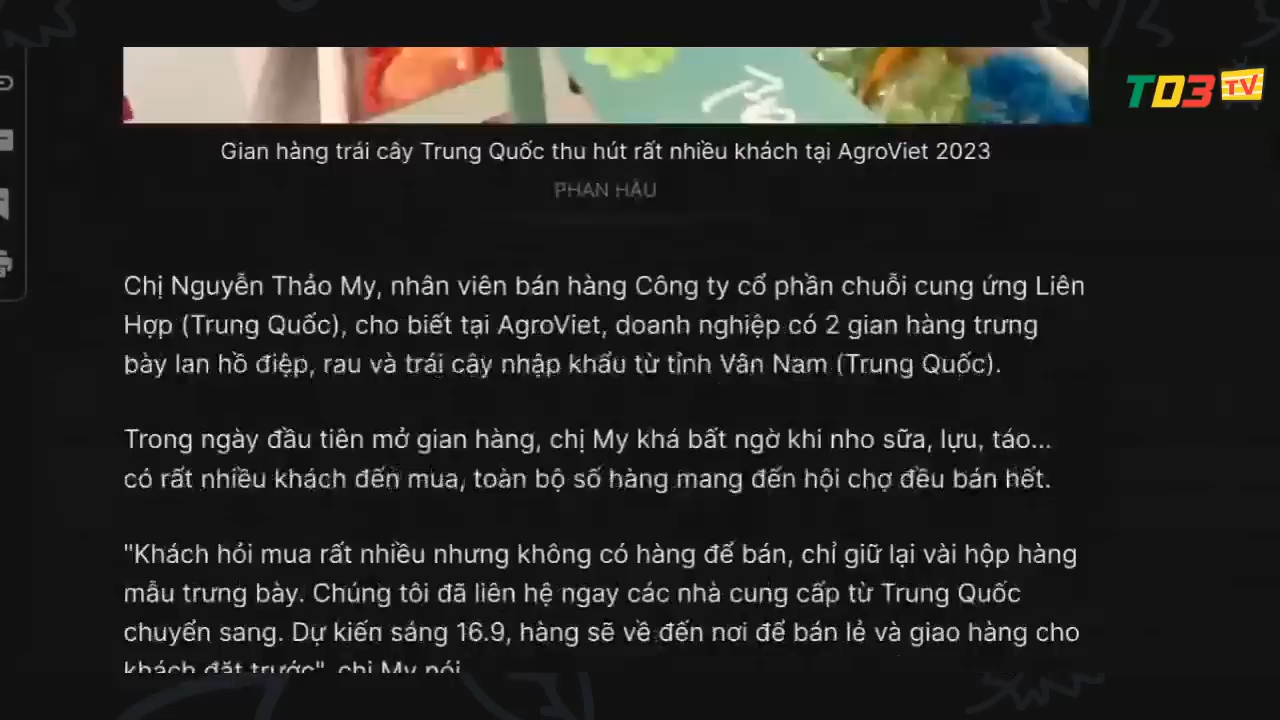 TD3 TV
Gian hàng trái cây Trung Quốc thu hút rất nhiều khách tại AgroViet 2023
PHAN HẬU
Chị Nguyễn Thảo My, nhân viên bán hàng Công ty cổ phần chuỗi cung ứng Liên
Hợp (Trung Quốc), cho biết tại AgroViet, doanh nghiệp có 2 gian hàng trưng
bày lan hồ điệp, rau và trái cây nhập khẩu từ tỉnh Vân Nam (Trung Quốc).
Trong ngày đầu tiên mở gian hàng, chị My khá bất ngờ khi nho sữa, lựu, táo...
có rất nhiều khách đến mua, toàn bộ số hàng mang đến hội chợ đều bán hết.
"Khách hỏi mua rất nhiều nhưng không có hàng để bán, chỉ giữ lại vài hộp hàng
mẫu trưng bày. Chúng tôi đã liên hệ ngay các nhà cung cấp từ Trung Quốc
chuyển sang. Dự kiến sáng 16.9, hàng sẽ về đến nơi để bán lẻ và giao hàng cho
khách đặt trước", chị My nói.